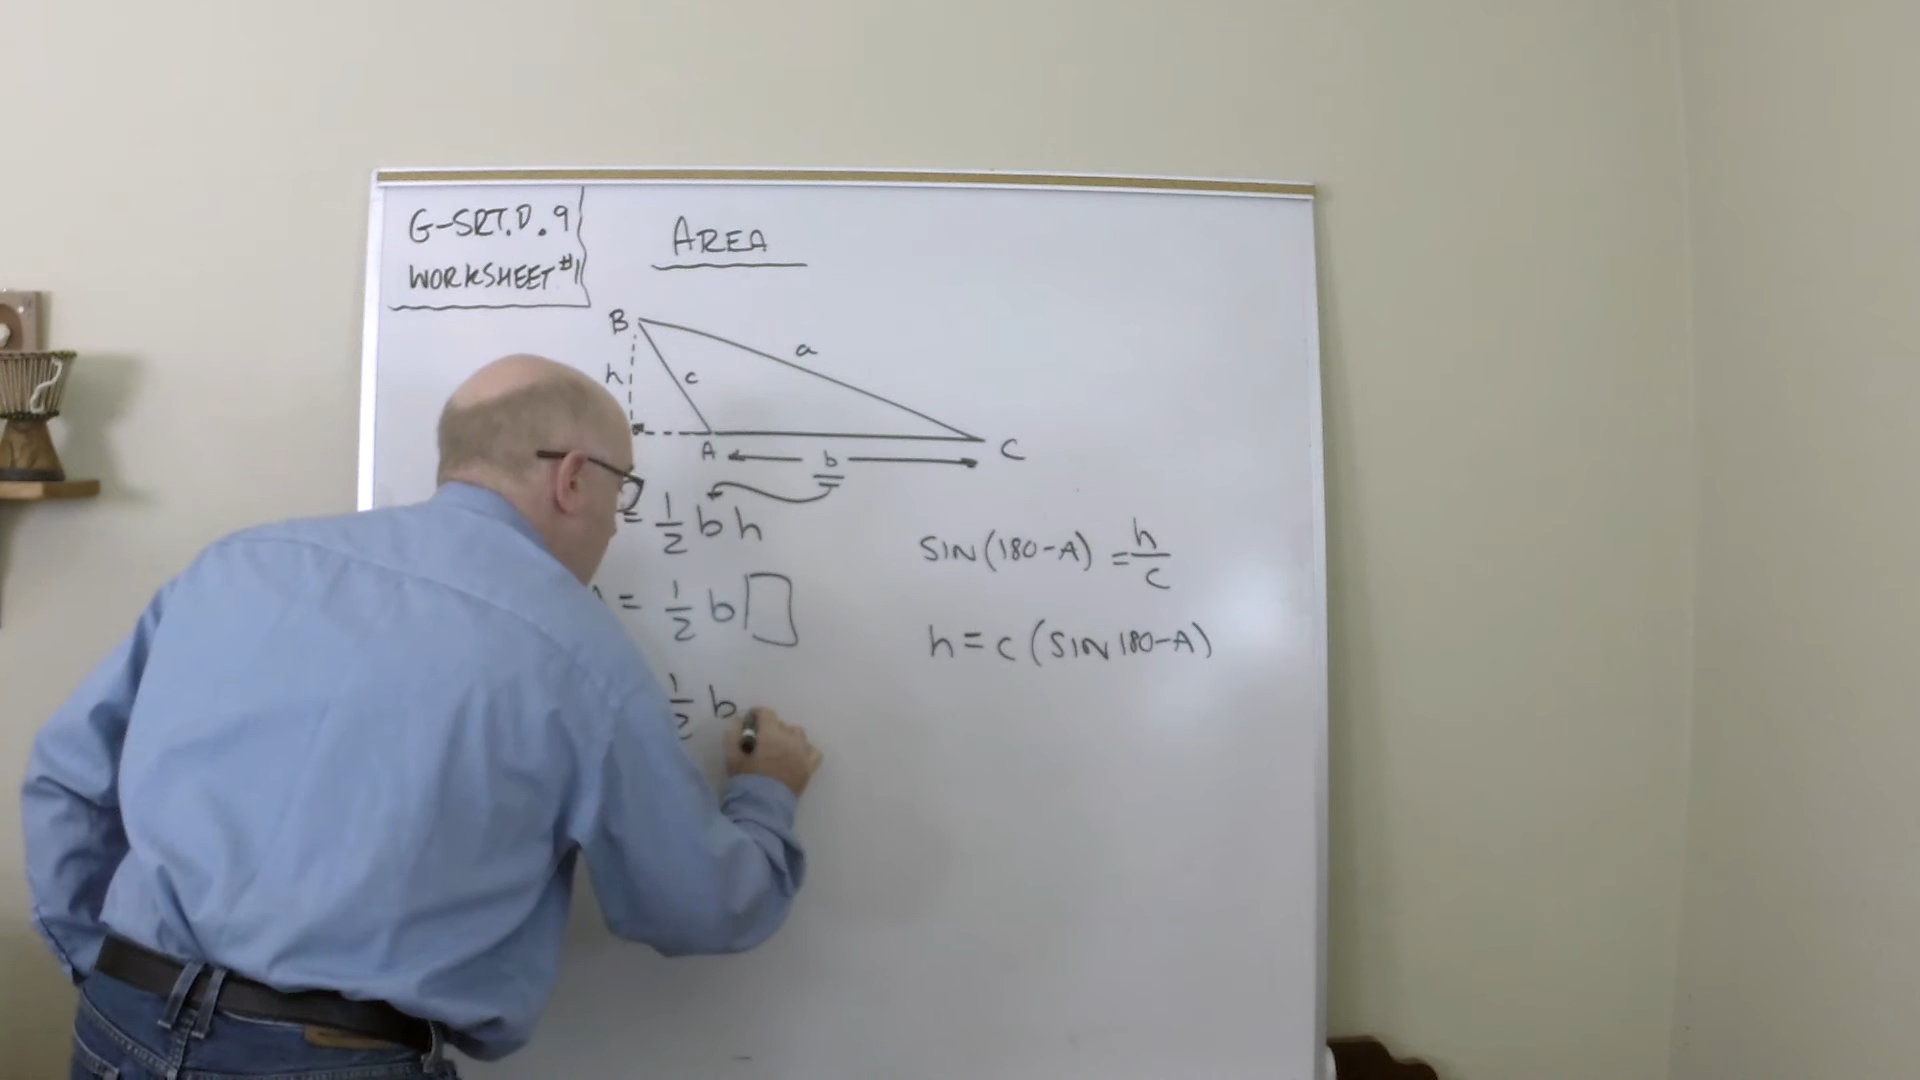 G-SRT.D.9
WORKSHEET #1
AREA
B
a
h
c
A
b
C
= 1/2 b h
SIN(180-A) = h/c
= 1/2 b
h = c (SIN 180-A)
1/2 b